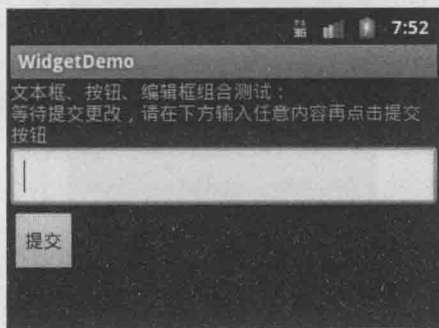 3G 7:52
WidgetDemo
文本框、按钮、编辑框组合测试：
等待提交更改，请在下方输入任意内容再点击提交
按钮
提交